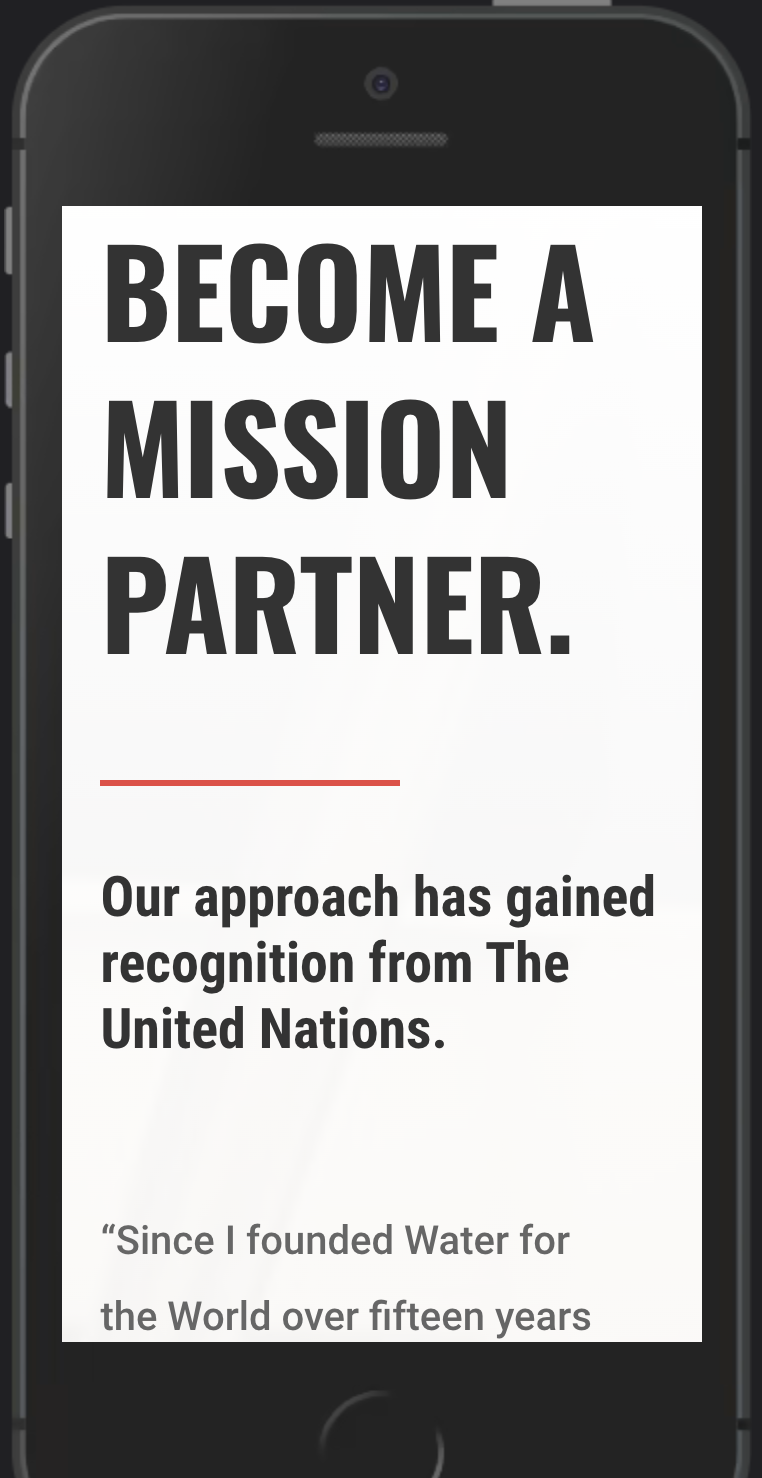 BECOME A
MISSION
PARTNER.
Our approach has gained
recognition from The
United Nations.
“Since I founded Water for
the World over fifteen years